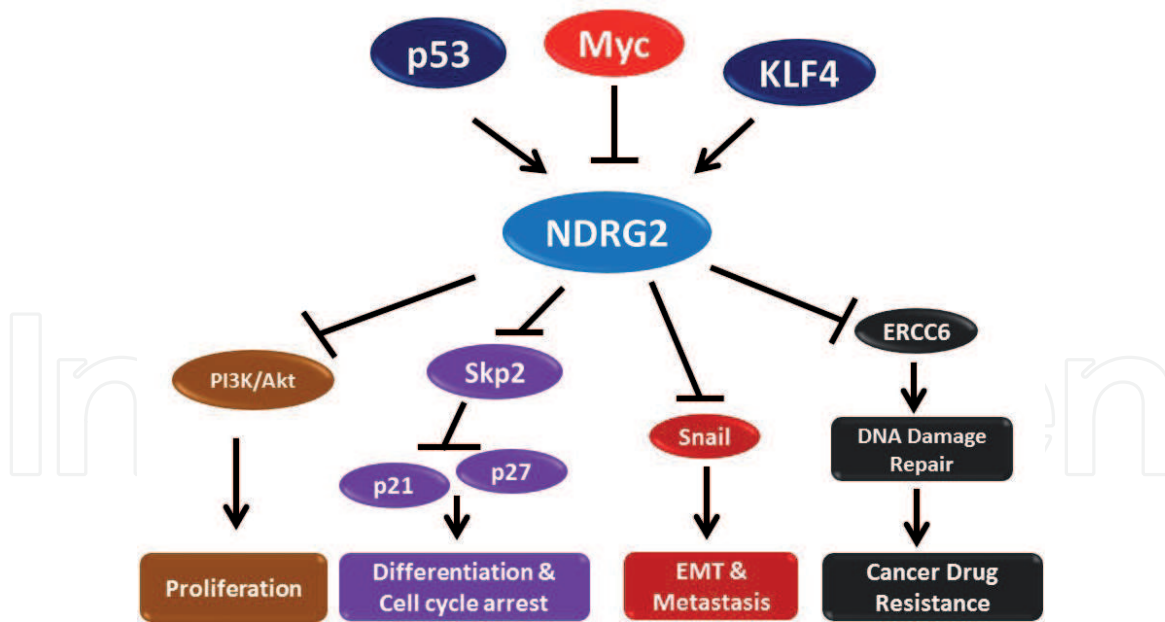 p53
Myc
KLF4
NDRG2
PI3K/Akt
Skp2
Snail
ERCC6
p21
p27
DNA Damage
Repair
Proliferation
Differentiation &
Cell cycle arrest
EMT &
Metastasis
Cancer Drug
Resistance